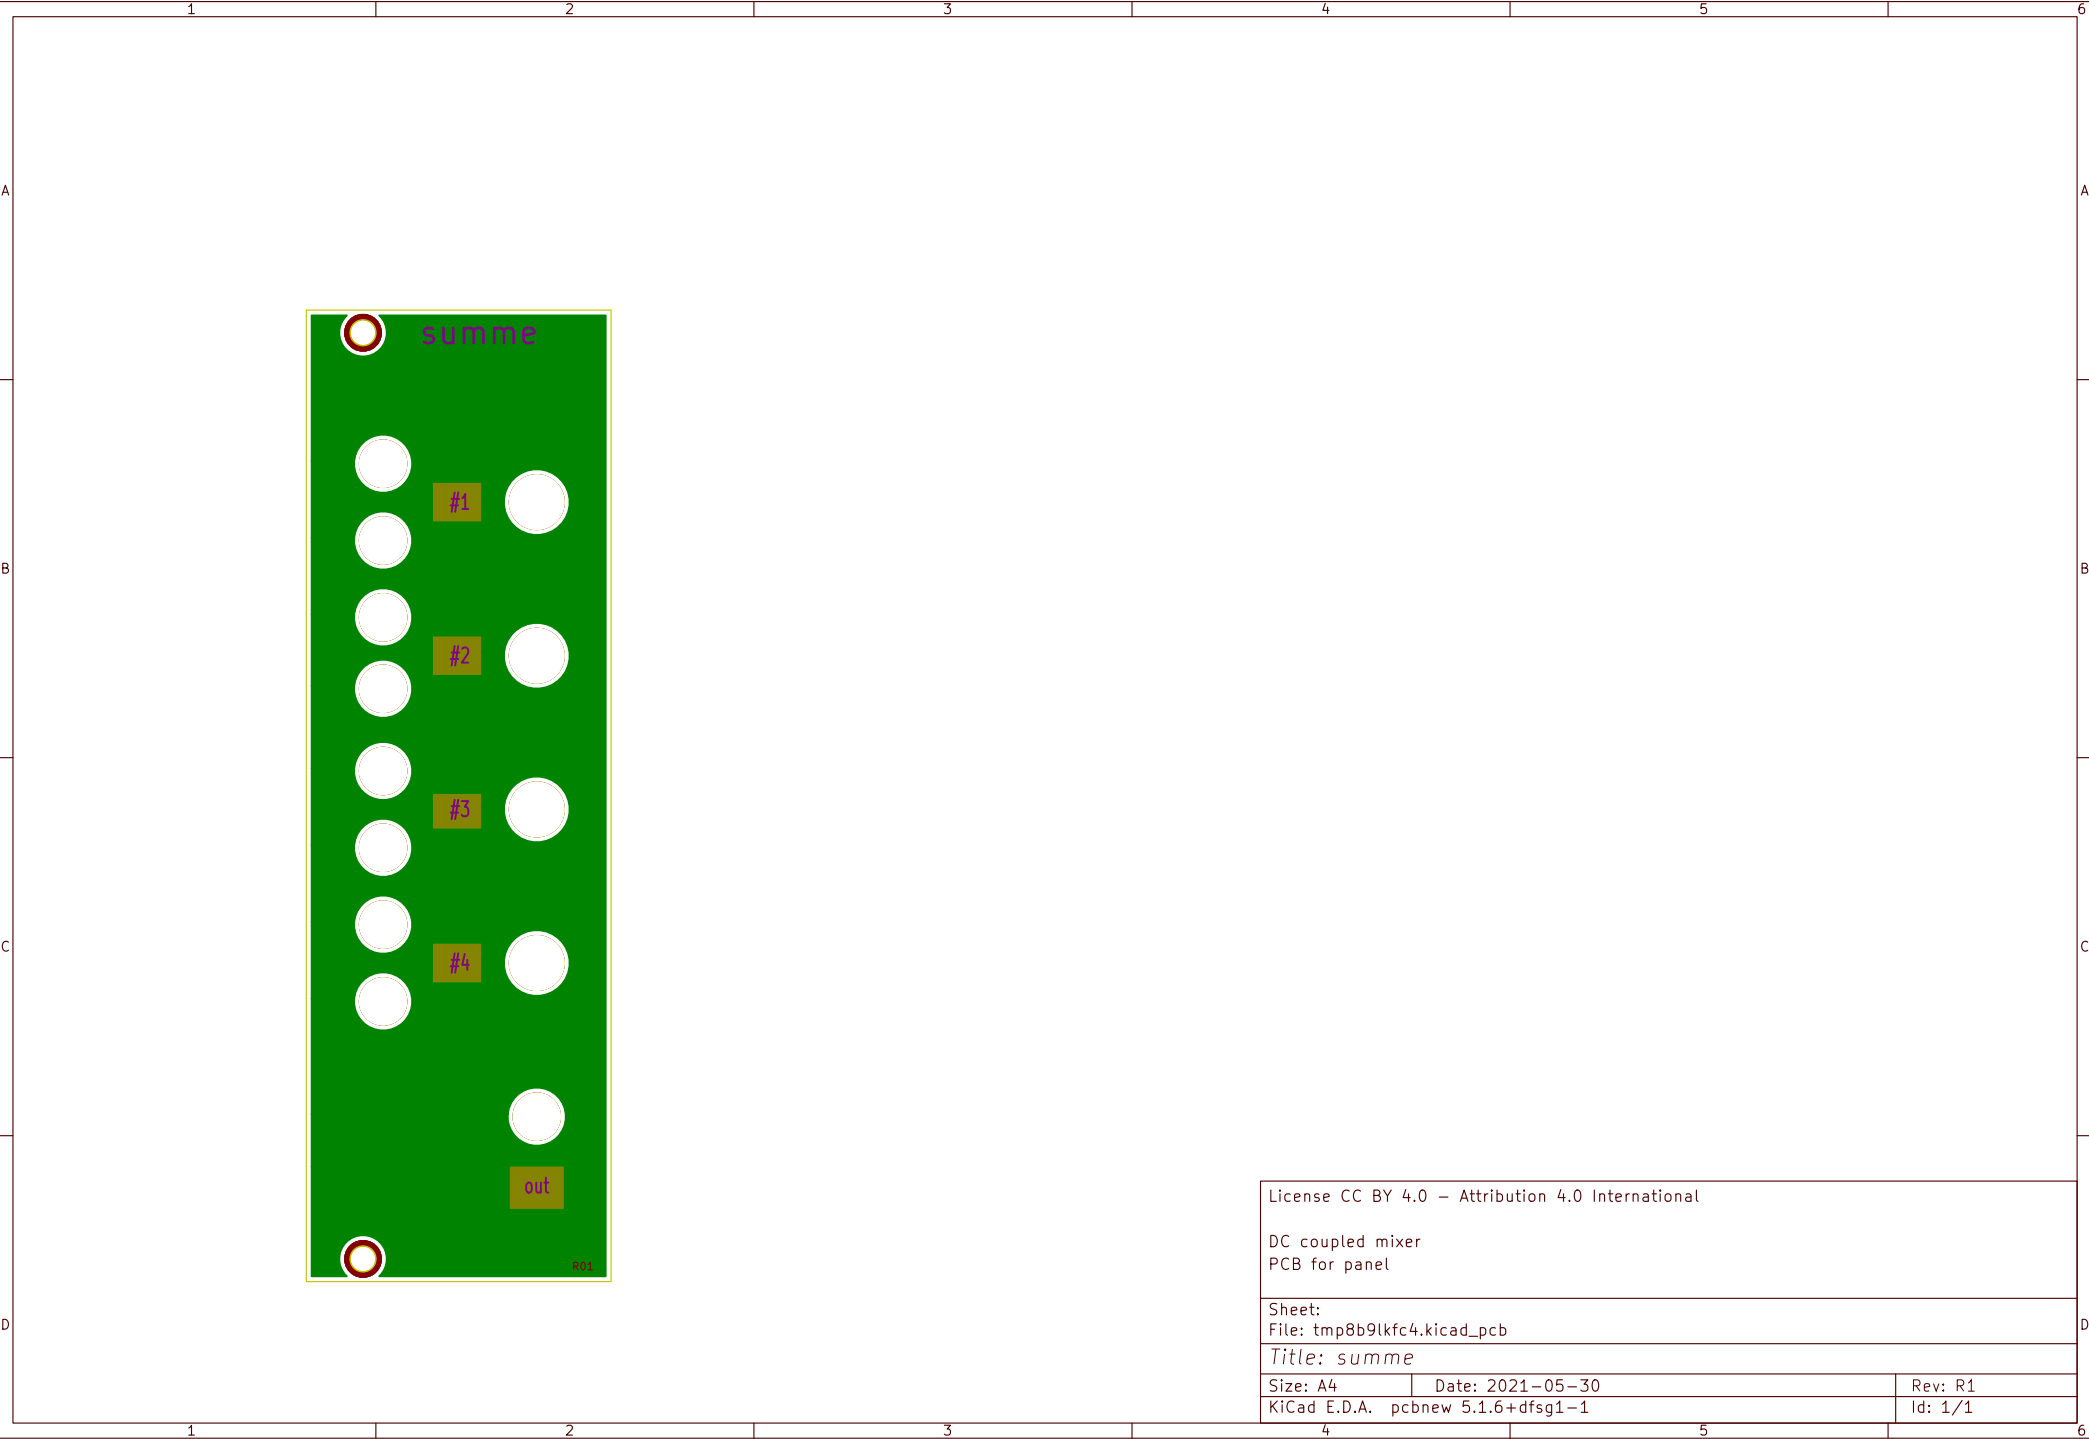 1 2 3 4 5 6
A A
summe
#1
B B
#2
#3
C C
#4
out
License CC BY 4.0 – Attribution 4.0 International
DC coupled mixer
PCB for panel
R01
Sheet:
D D
File: tmp8b9lkfc4.kicad_pcb
Title: summe
Size: A4 Date: 2021-05-30 Rev: R1
KiCad E.D.A. pcbnew 5.1.6+dfsg1-1 Id: 1/1
1 2 3 4 5 6